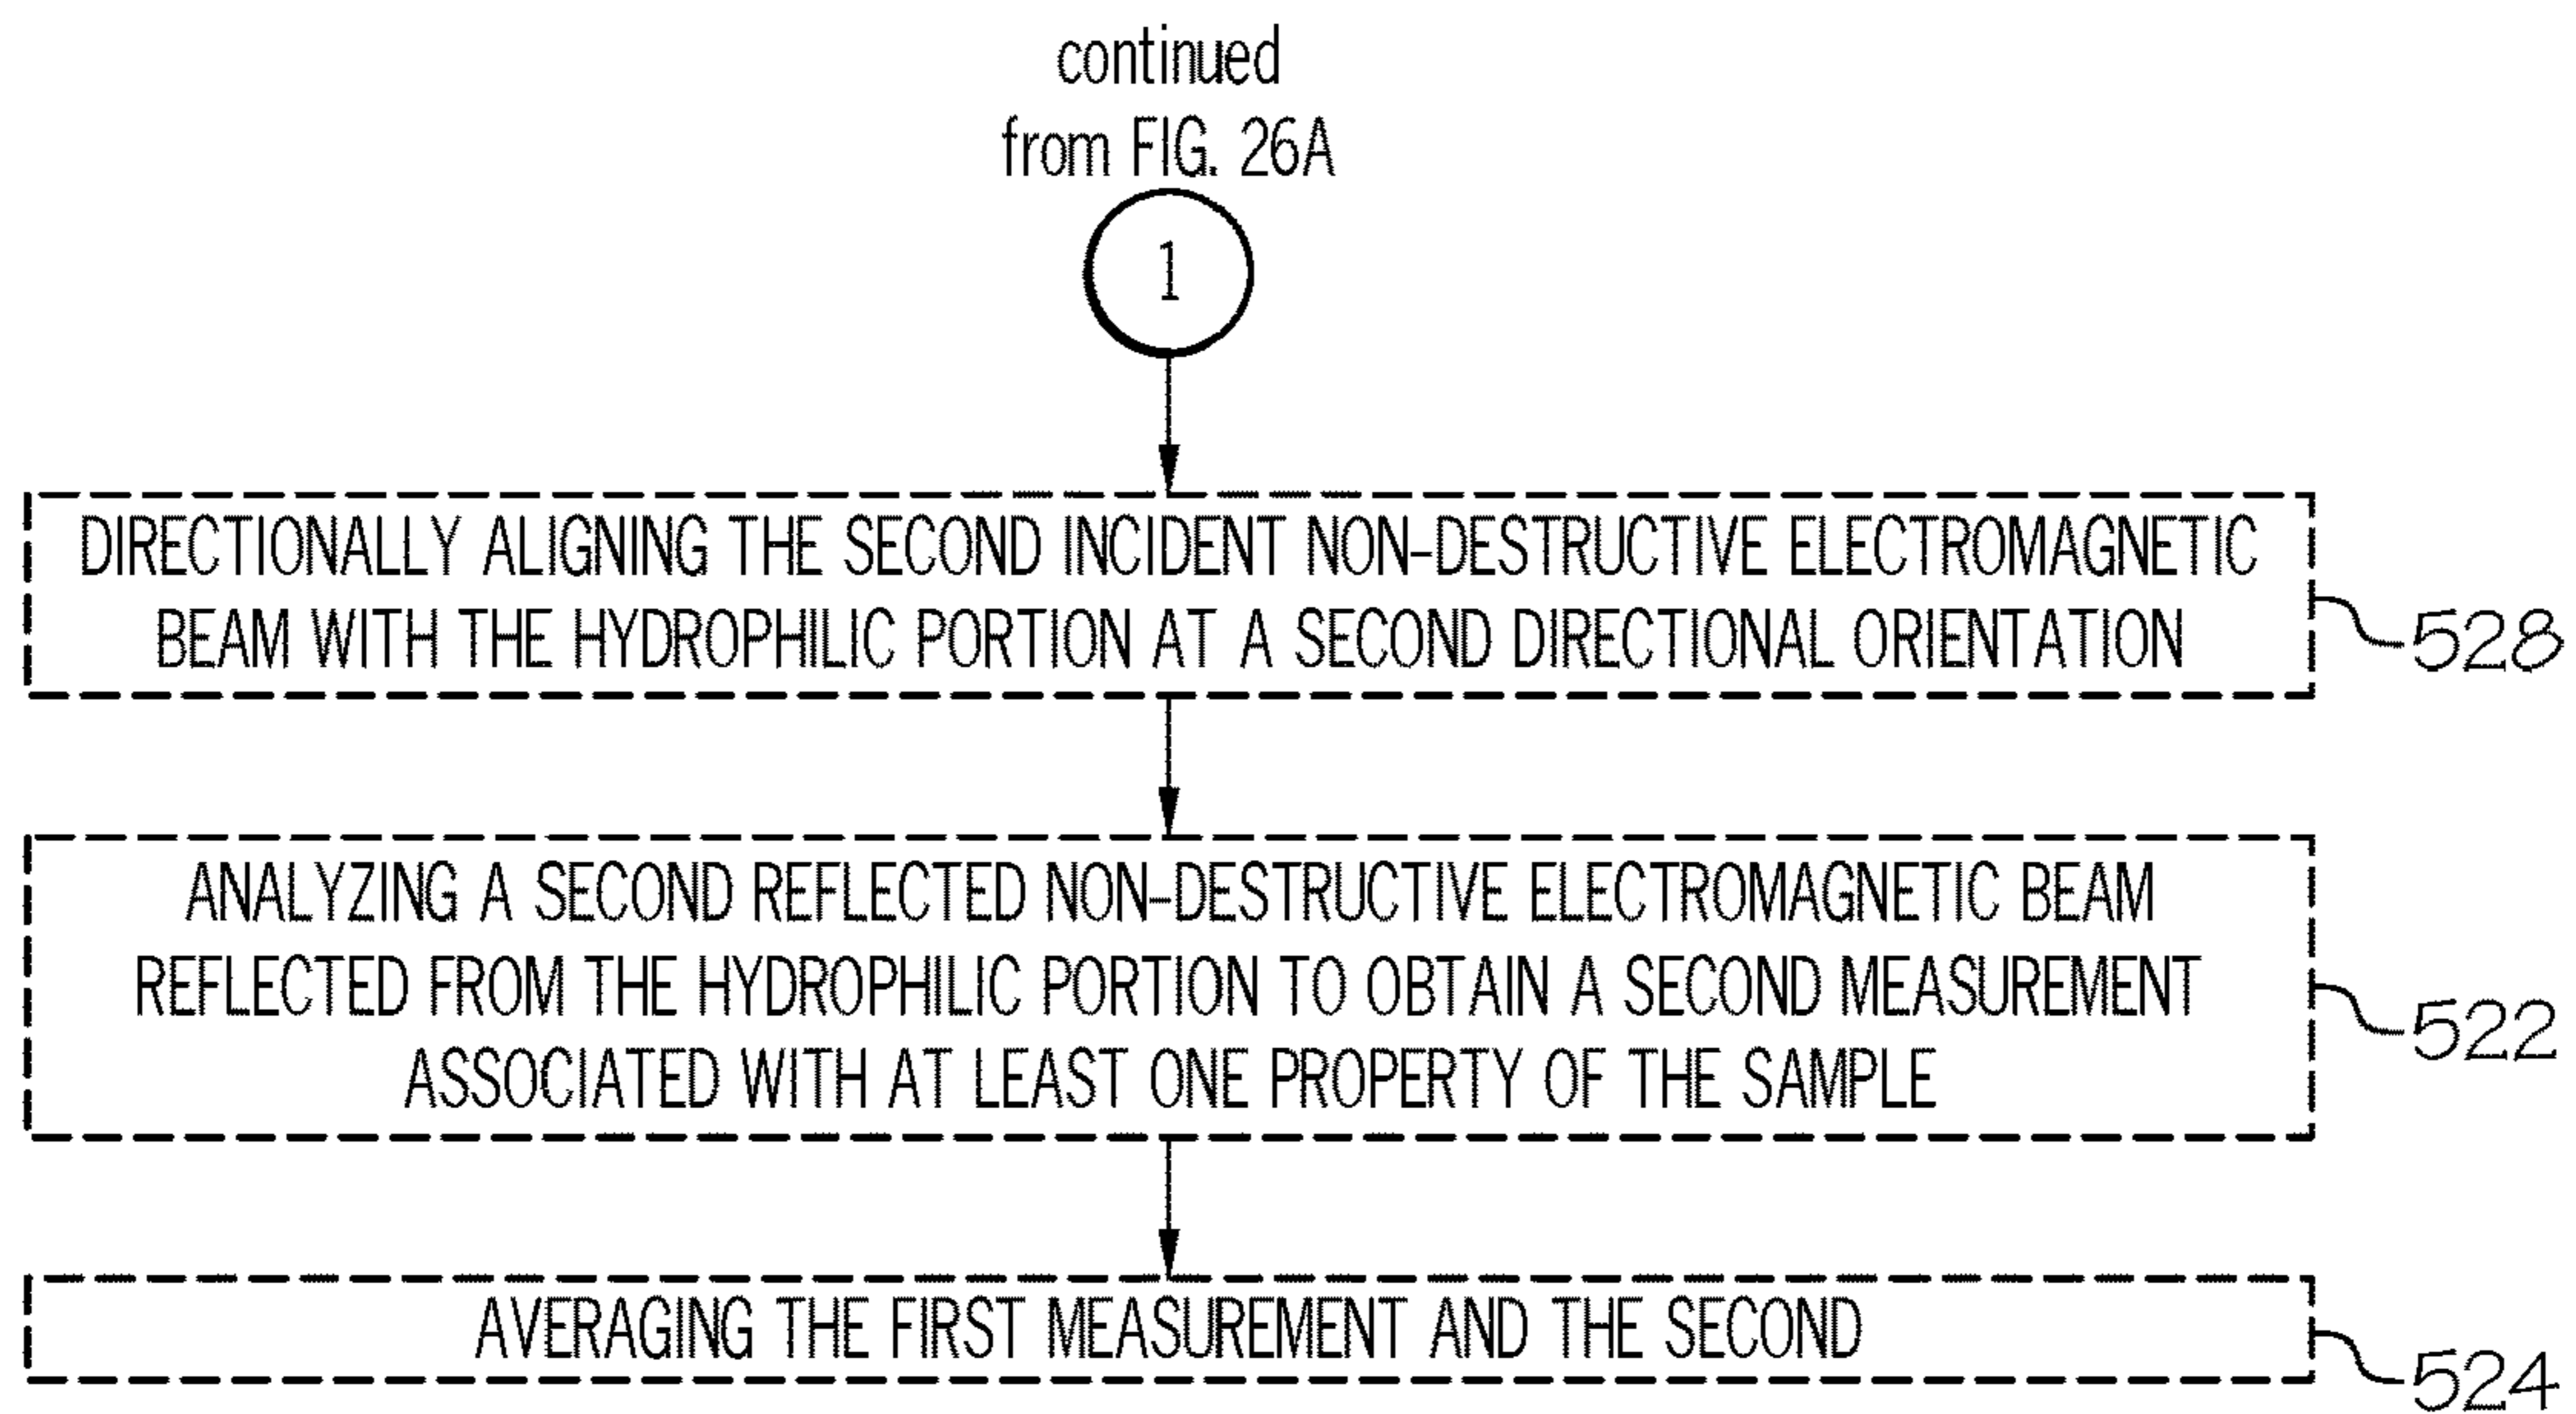 continued
from FIG. 26A
1
DIRECTIONALLY ALIGNING THE SECOND INCIDENT NON-DESTRUCTIVE ELECTROMAGNETIC
BEAM WITH THE HYDROPHILIC PORTION AT A SECOND DIRECTIONAL ORIENTATION
528
ANALYZING A SECOND REFLECTED NON-DESTRUCTIVE ELECTROMAGNETIC BEAM
REFLECTED FROM THE HYDROPHILIC PORTION TO OBTAIN A SECOND MEASUREMENT
ASSOCIATED WITH AT LEAST ONE PROPERTY OF THE SAMPLE
522
AVERAGING THE FIRST MEASUREMENT AND THE SECOND
524